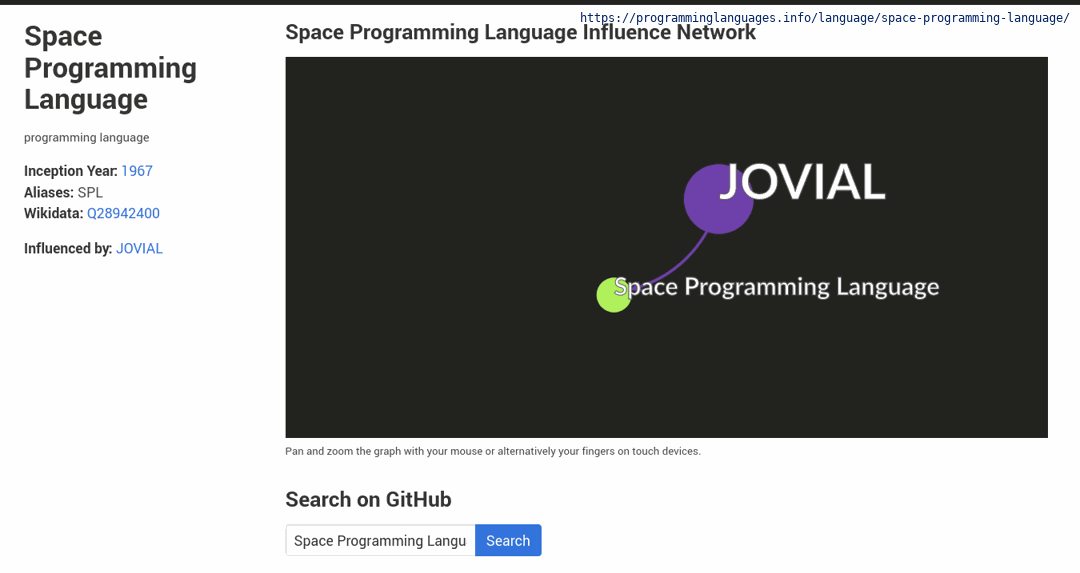 https://programminglanguages.info/language/space-programming-language/
Space
Programming
Language
programming language
Inception Year: 1967
Aliases: SPL
Wikidata: Q28942400
Influenced by: JOVIAL
Space Programming Language Influence Network
JOVIAL
Space Programming Language
Pan and zoom the graph with your mouse or alternatively your fingers on touch devices.
Search on GitHub
Space Programming Langu
Search